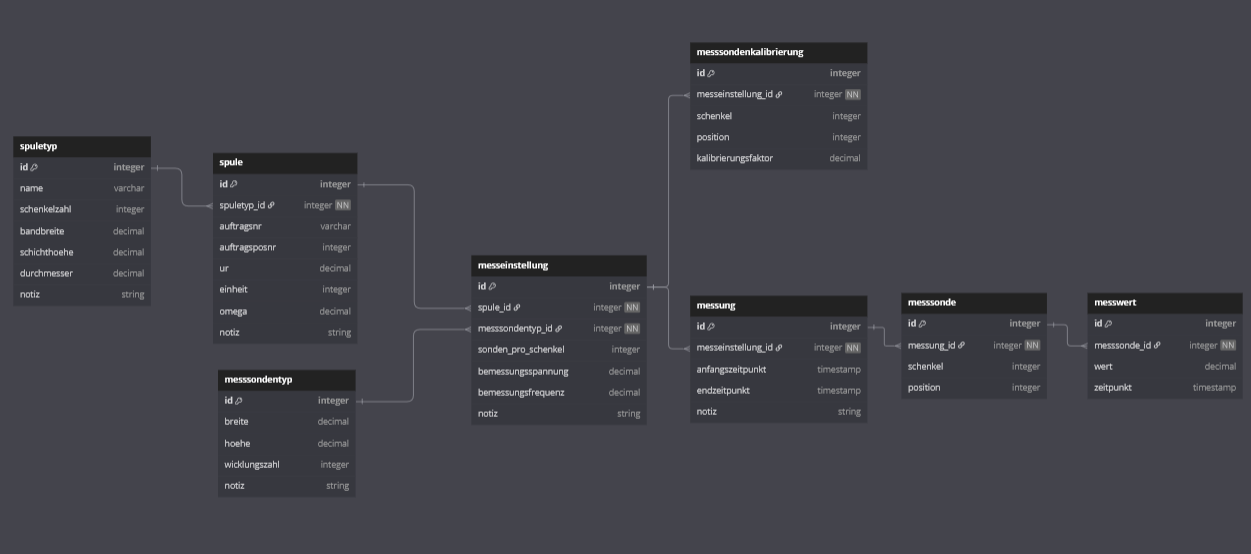 spuletyp
id integer
name varchar
schenkelzahl integer
bandbreite decimal
schichthoehe decimal
durchmesser decimal
notiz string
spule
id integer
spuletyp_id integer NN
auftragsnr varchar
auftragsposnr integer
ur decimal
einheit integer
omega decimal
notiz string
messsondentyp
id integer
breite decimal
hoehe decimal
wicklungszahl integer
notiz string
messeinstellung
id integer
spule_id integer NN
messsondentyp_id integer NN
sonden_pro_schenkel integer
bemessungsspannung decimal
bemessungsfrequenz decimal
notiz string
messsondenkalibrierung
id integer
messeinstellung_id integer NN
schenkel integer
position integer
kalibrierungsfaktor decimal
messung
id integer
messeinstellung_id integer NN
anfangszeitpunkt timestamp
endzeitpunkt timestamp
notiz string
messsonde
id integer
messung_id integer NN
schenkel integer
position integer
messwert
id integer
messsonde_id integer NN
wert decimal
zeitpunkt timestamp